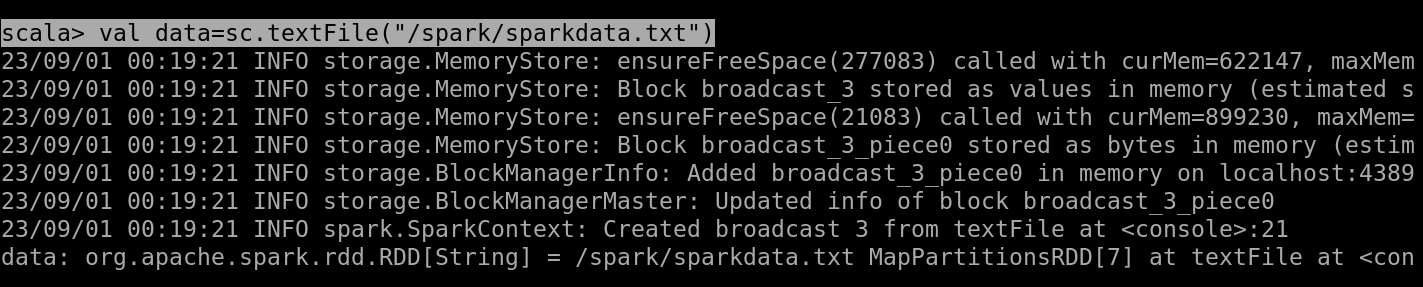 scala> val data=sc.textFile("/spark/sparkdata.txt")
23/09/01 00:19:21 INFO storage.MemoryStore: ensureFreeSpace(277083) called with curMem=622147, maxMem
23/09/01 00:19:21 INFO storage.MemoryStore: Block broadcast_3 stored as values in memory (estimated s
23/09/01 00:19:21 INFO storage.MemoryStore: ensureFreeSpace(21083) called with curMem=899230, maxMem=
23/09/01 00:19:21 INFO storage.MemoryStore: Block broadcast_3_piece0 stored as bytes in memory (estim
23/09/01 00:19:21 INFO storage.BlockManagerInfo: Added broadcast_3_piece0 in memory on localhost:4389
23/09/01 00:19:21 INFO storage.BlockManagerMaster: Updated info of block broadcast_3_piece0
23/09/01 00:19:21 INFO spark.SparkContext: Created broadcast 3 from textFile at <console>:21
data: org.apache.spark.rdd.RDD[String] = /spark/sparkdata.txt MapPartitionsRDD[7] at textFile at <con